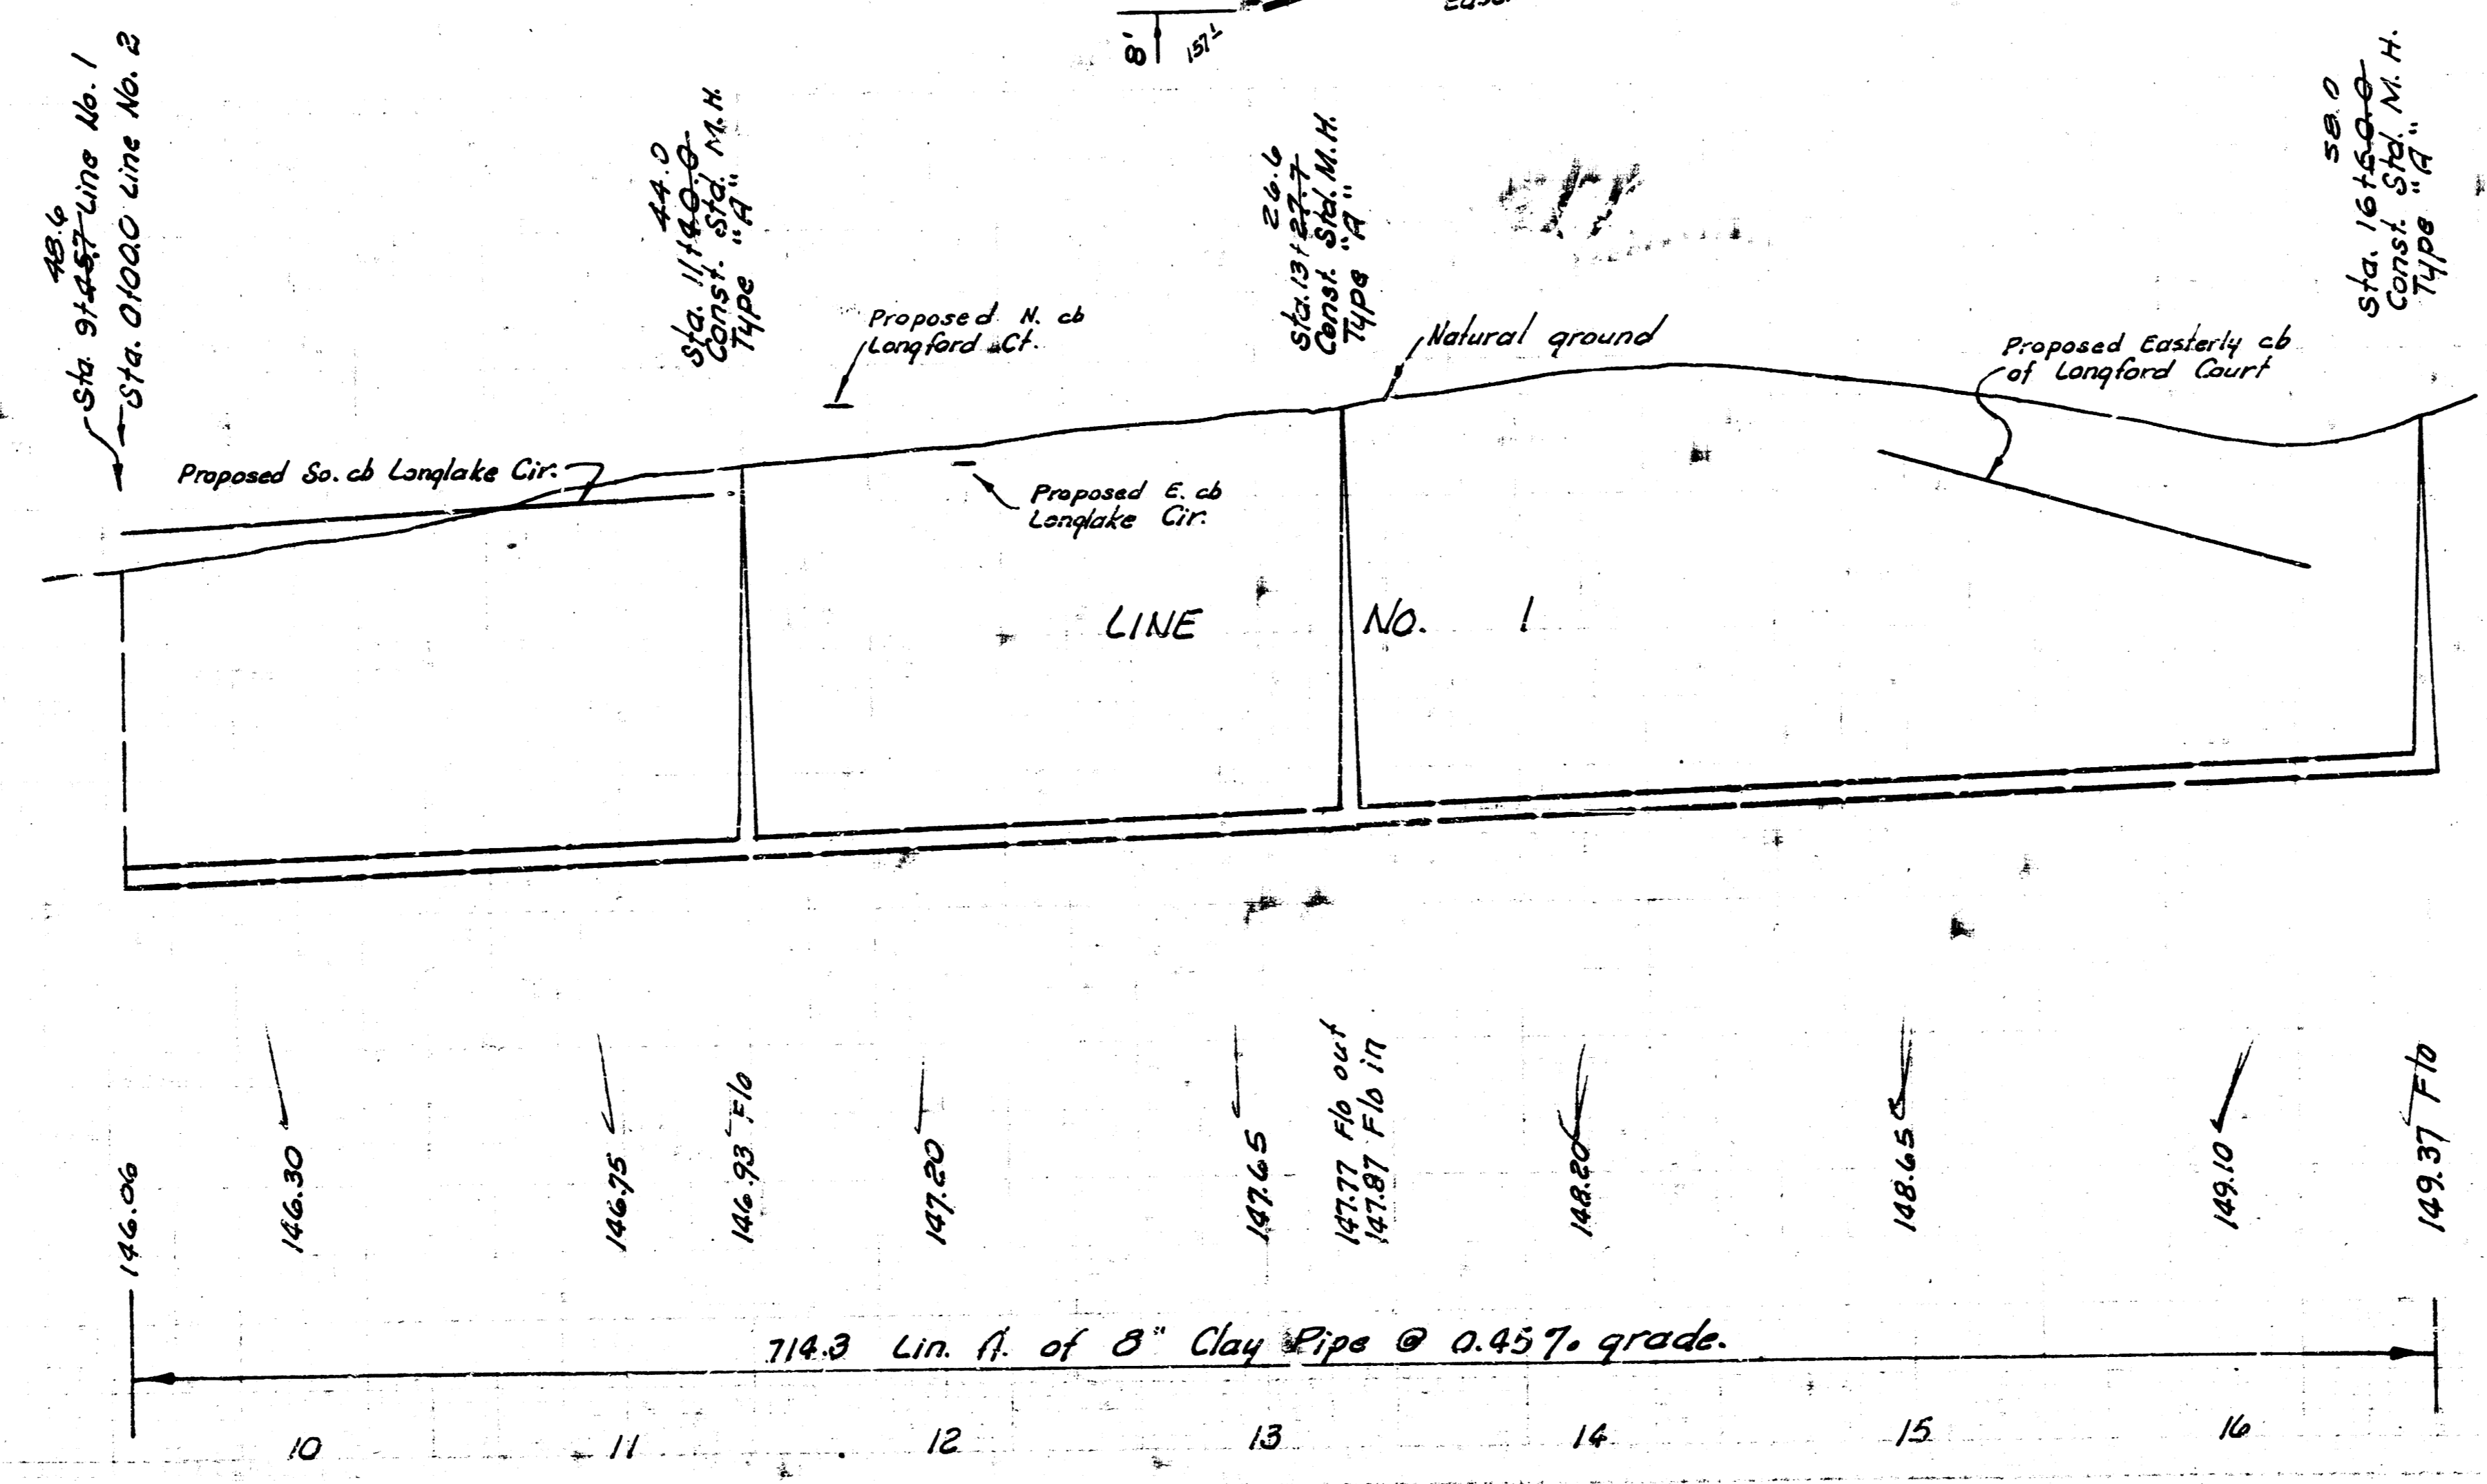 8'
157±
48.6
Sta. 9+45.7 Line No. 1
Sta. 0+00.0 Line No. 2
44.0
Sta. 11+40.0
Const. Std. M.H.
Type "A"
26.6
Sta. 13+27.7
Const. Std. M.H.
Type "A"
58.0
Sta. 16+60.0
Const. Std. M.H.
Type "A"
Proposed N. cb
Longford Ct.
Natural ground
Proposed Easterly cb
of Longford Court
Proposed So. cb Longlake Cir.
Proposed E. cb
Longlake Cir.
LINE NO. 1
146.06
146.30
146.75
146.93 Flo
147.20
147.65
147.77 Flo out
147.87 Flo in
148.20
148.65
149.10
149.37 Flo
714.3 Lin. ft. of 8" Clay Pipe @ 0.45% grade.
10 11 12 13 14 15 16